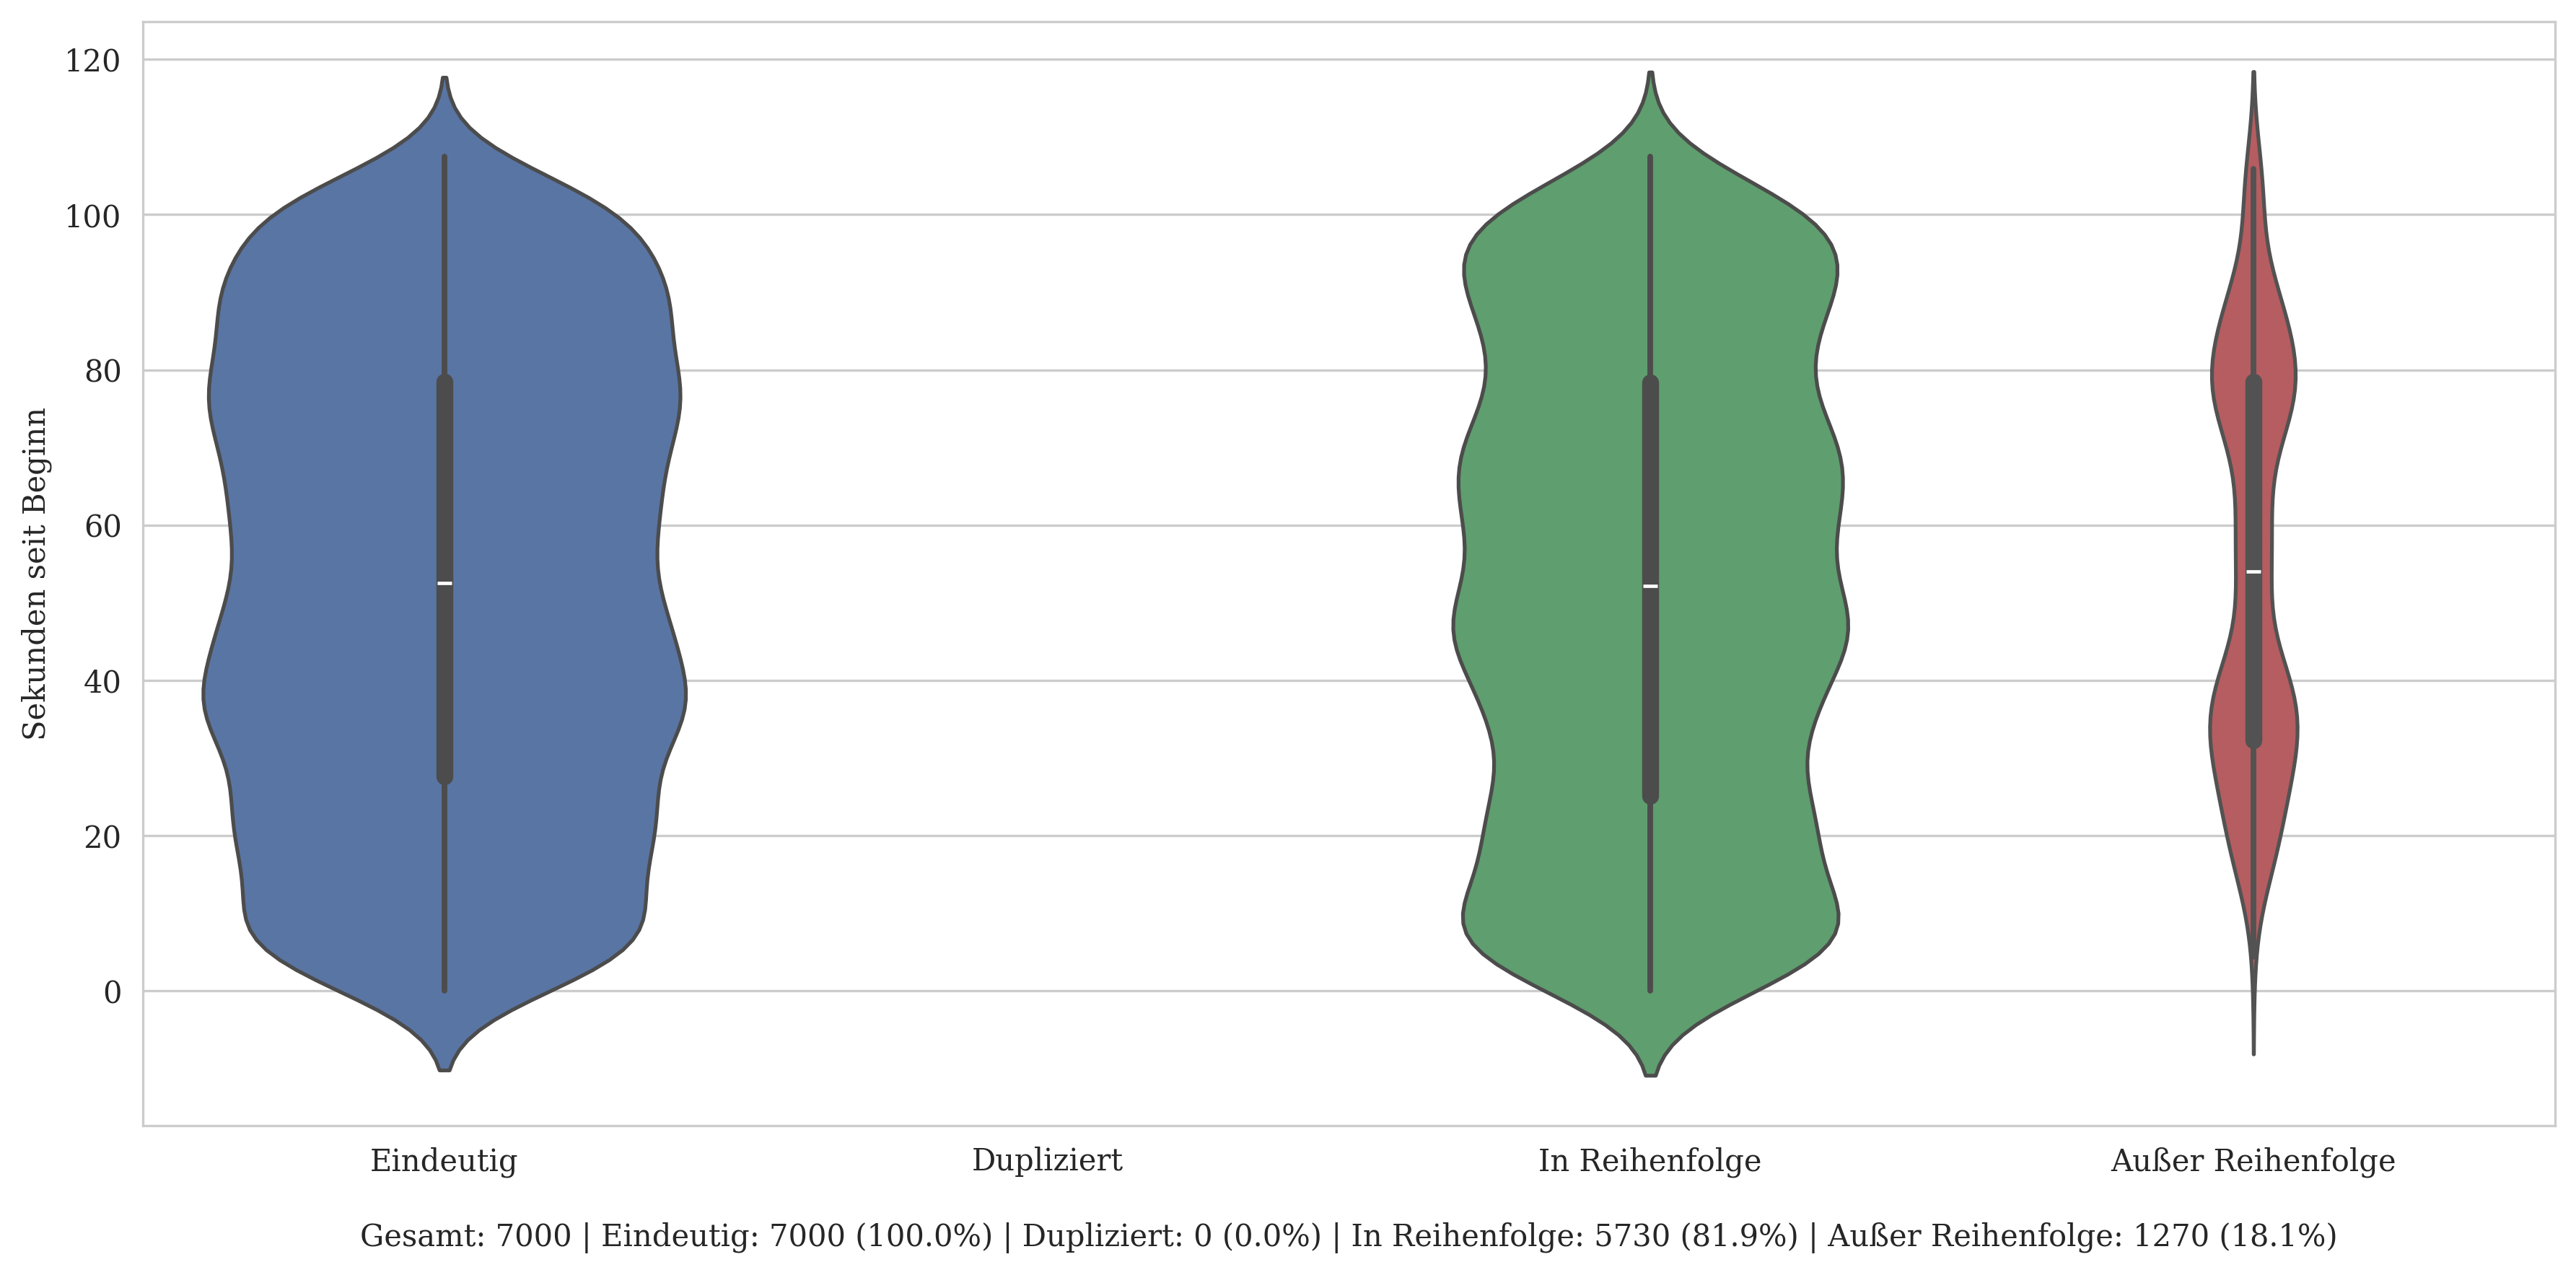 120
100
80
60
40
20
0
Sekunden seit Beginn
Eindeutig Dupliziert In Reihenfolge Außer Reihenfolge
Gesamt: 7000 | Eindeutig: 7000 (100.0%) | Dupliziert: 0 (0.0%) | In Reihenfolge: 5730 (81.9%) | Außer Reihenfolge: 1270 (18.1%)